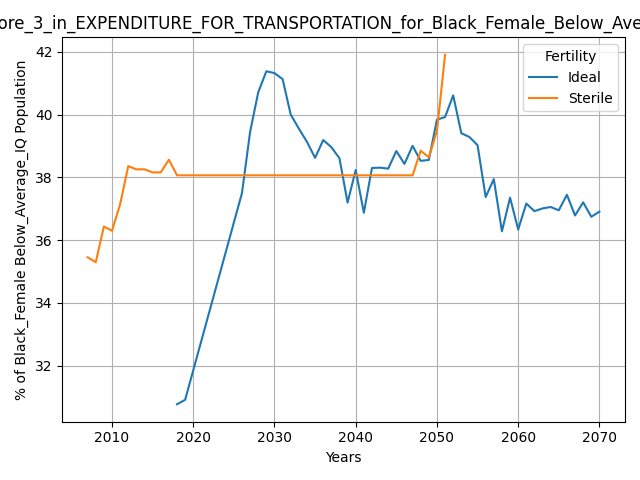 ore_3_in_EXPENDITURE_FOR_TRANSPORTATION_for_Black_Female_Below_Ave
% of Black_Female Below_Average_IQ Population
42
40
38
36
34
32
Fertility
Ideal
Sterile
2010 2020 2030 2040 2050 2060 2070
Years